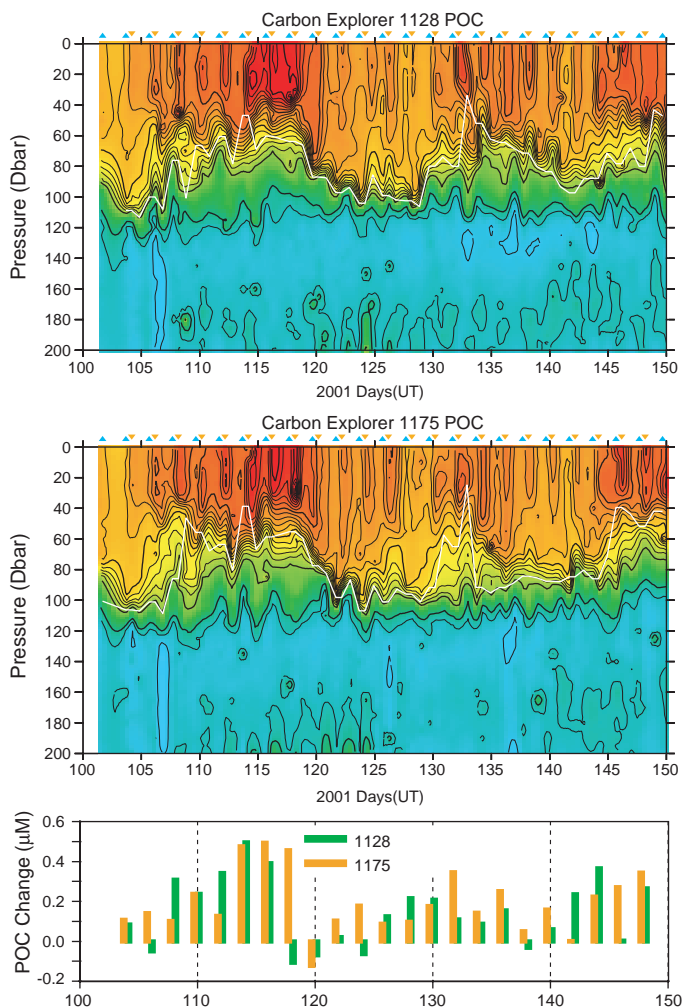 Carbon Explorer 1128 POC
0
20
40
60
80
100
120
140
160
180
200
Pressure (Dbar)
100 105 110 115 120 125 130 135 140 145 150
2001 Days(UT)
Carbon Explorer 1175 POC
0
20
40
60
80
100
120
140
160
180
200
Pressure (Dbar)
100 105 110 115 120 125 130 135 140 145 150
2001 Days(UT)
0.6
0.4
0.2
0.0
-0.2
POC Change (μM)
1128
1175
100 110 120 130 140 150